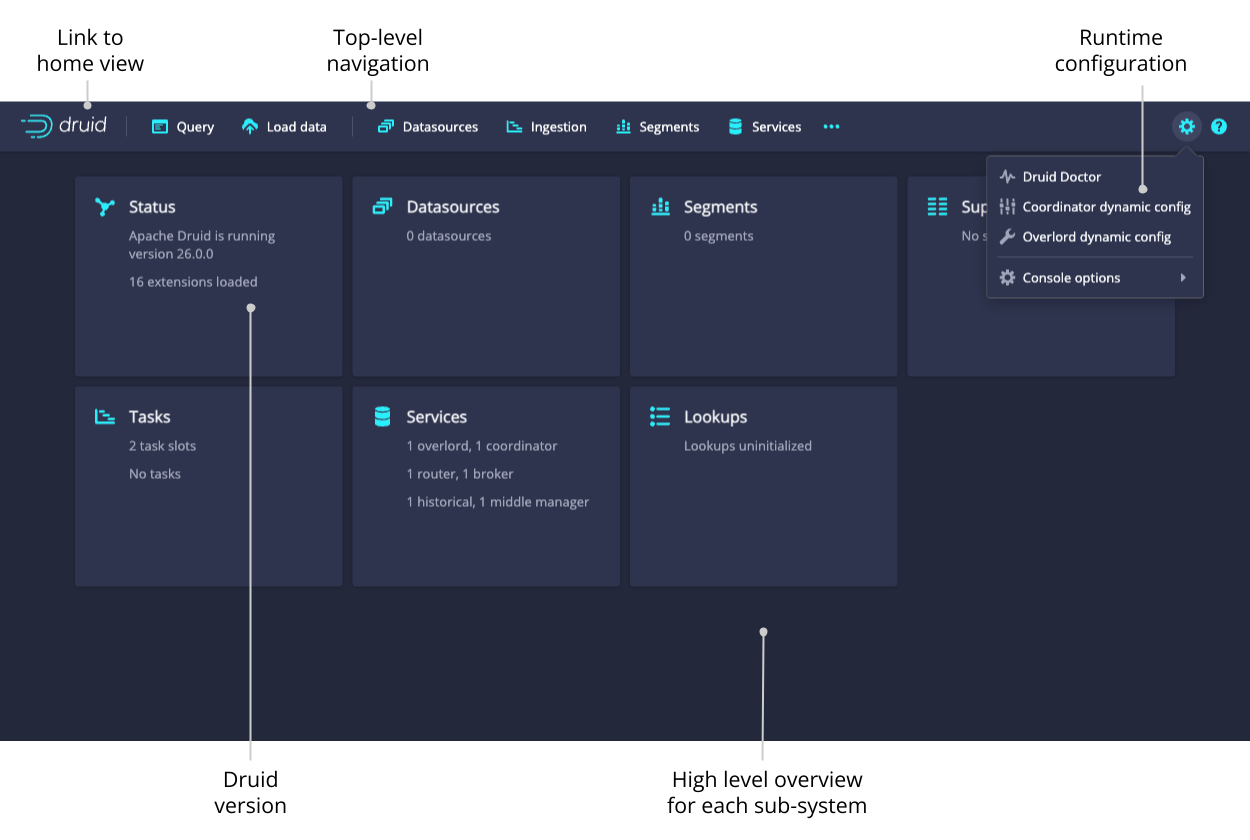 Link to
home view
Top-level
navigation
Runtime
configuration
druid
Query
Load data
Datasources
Ingestion
Segments
Services
Druid Doctor
Coordinator dynamic config
Overlord dynamic config
Console options
Status
Apache Druid is running
version 26.0.0
16 extensions loaded
Datasources
0 datasources
Segments
0 segments
Sup
No s
Tasks
2 task slots
No tasks
Services
1 overlord, 1 coordinator
1 router, 1 broker
1 historical, 1 middle manager
Lookups
Lookups uninitialized
Druid
version
High level overview
for each sub-system